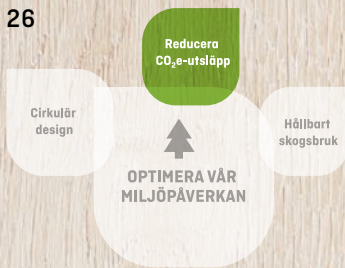 26
Reducera
CO₂e-utsläpp
Cirkulär
design
Hållbart
skogsbruk
OPTIMERA VÅR
MILJÖPÅVERKAN